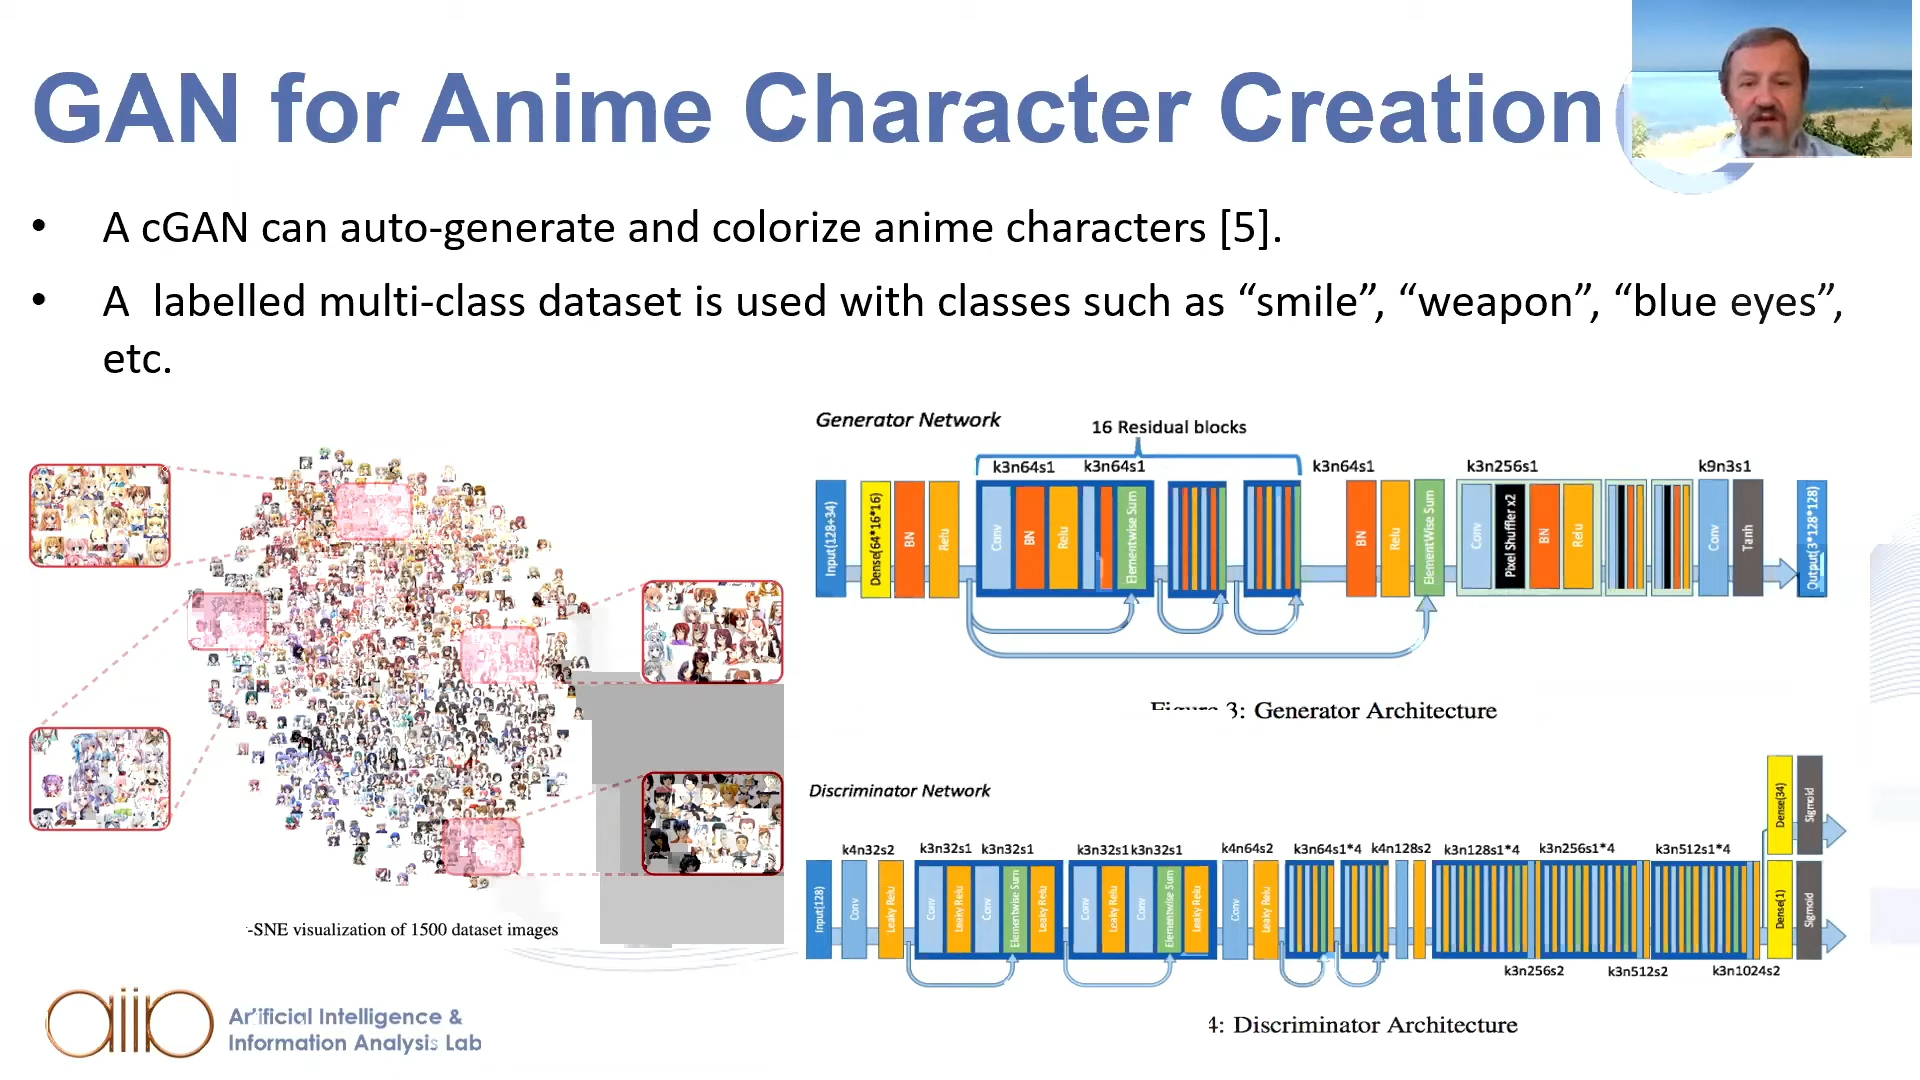 GAN for Anime Character Creation
• A cGAN can auto-generate and colorize anime characters [5].
• A labelled multi-class dataset is used with classes such as “smile”, “weapon”, “blue eyes”,
etc.
-SNE visualization of 1500 dataset images
Generator Network
16 Residual blocks
k3n64s1 k3n64s1 k3n64s1 k3n256s1 k9n3s1
Input(128+34)
Dense(64*16*16)
BN
Relu
Conv
BN
Relu
Elementwise Sum
BN
Relu
ElementWise Sum
Conv
Pixel Shuffler x2
BN
Relu
Conv
Tanh
Output(3*128*128)
Figure 3: Generator Architecture
Discriminator Network
k4n32s2 k3n32s1 k3n32s1 k3n32s1 k3n32s1 k4n64s2 k3n64s1*4 k4n128s2 k3n128s1*4 k3n256s1*4 k3n512s1*4
Input(128)
Conv
Leaky Relu
Conv
Leaky Relu
Conv
Elementwise Sum
Leaky Relu
Conv
Leaky Relu
Conv
Elementwise Sum
Leaky Relu
Conv
Leaky Relu
Dense(34)
Sigmoid
Dense(1)
Sigmoid
k3n256s2 k3n512s2 k3n1024s2
4: Discriminator Architecture
aiia
Artificial Intelligence &
Information Analysis Lab